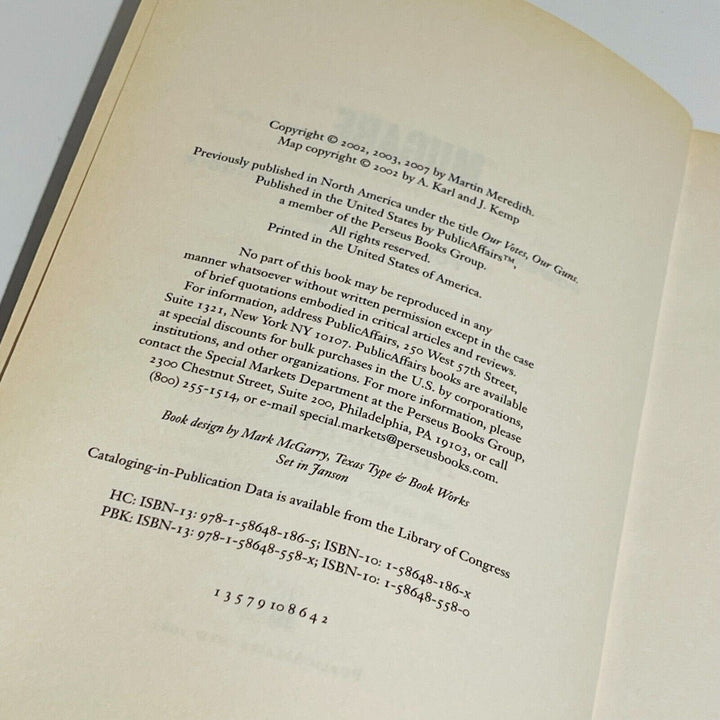 Copyright © 2002, 2003, 2007 by Martin Meredith.
Map copyright © 2002 by A. Karl and J. Kemp
Previously published in North America under the title Our Votes, Our Guns.
Published in the United States by PublicAffairs™,
a member of the Perseus Books Group.
All rights reserved.
Printed in the United States of America.
No part of this book may be reproduced in any
manner whatsoever without written permission except in the case
of brief quotations embodied in critical articles and reviews.
For information, address PublicAffairs, 250 West 57th Street,
Suite 1321, New York NY 10107. PublicAffairs books are available
at special discounts for bulk purchases in the U.S. by corporations,
institutions, and other organizations. For more information, please
contact the Special Markets Department at the Perseus Books Group,
2300 Chestnut Street, Suite 200, Philadelphia, PA 19103, or call
(800) 255-1514, or e-mail special.markets@perseusbooks.com.
Book design by Mark McGarry, Texas Type & Book Works
Set in Janson
Cataloging-in-Publication Data is available from the Library of Congress
HC: ISBN-13: 978-1-58648-186-5; ISBN-10: 1-58648-186-x
PBK: ISBN-13: 978-1-58648-558-x; ISBN-10: 1-58648-558-0
1 3 5 7 9 10 8 6 4 2